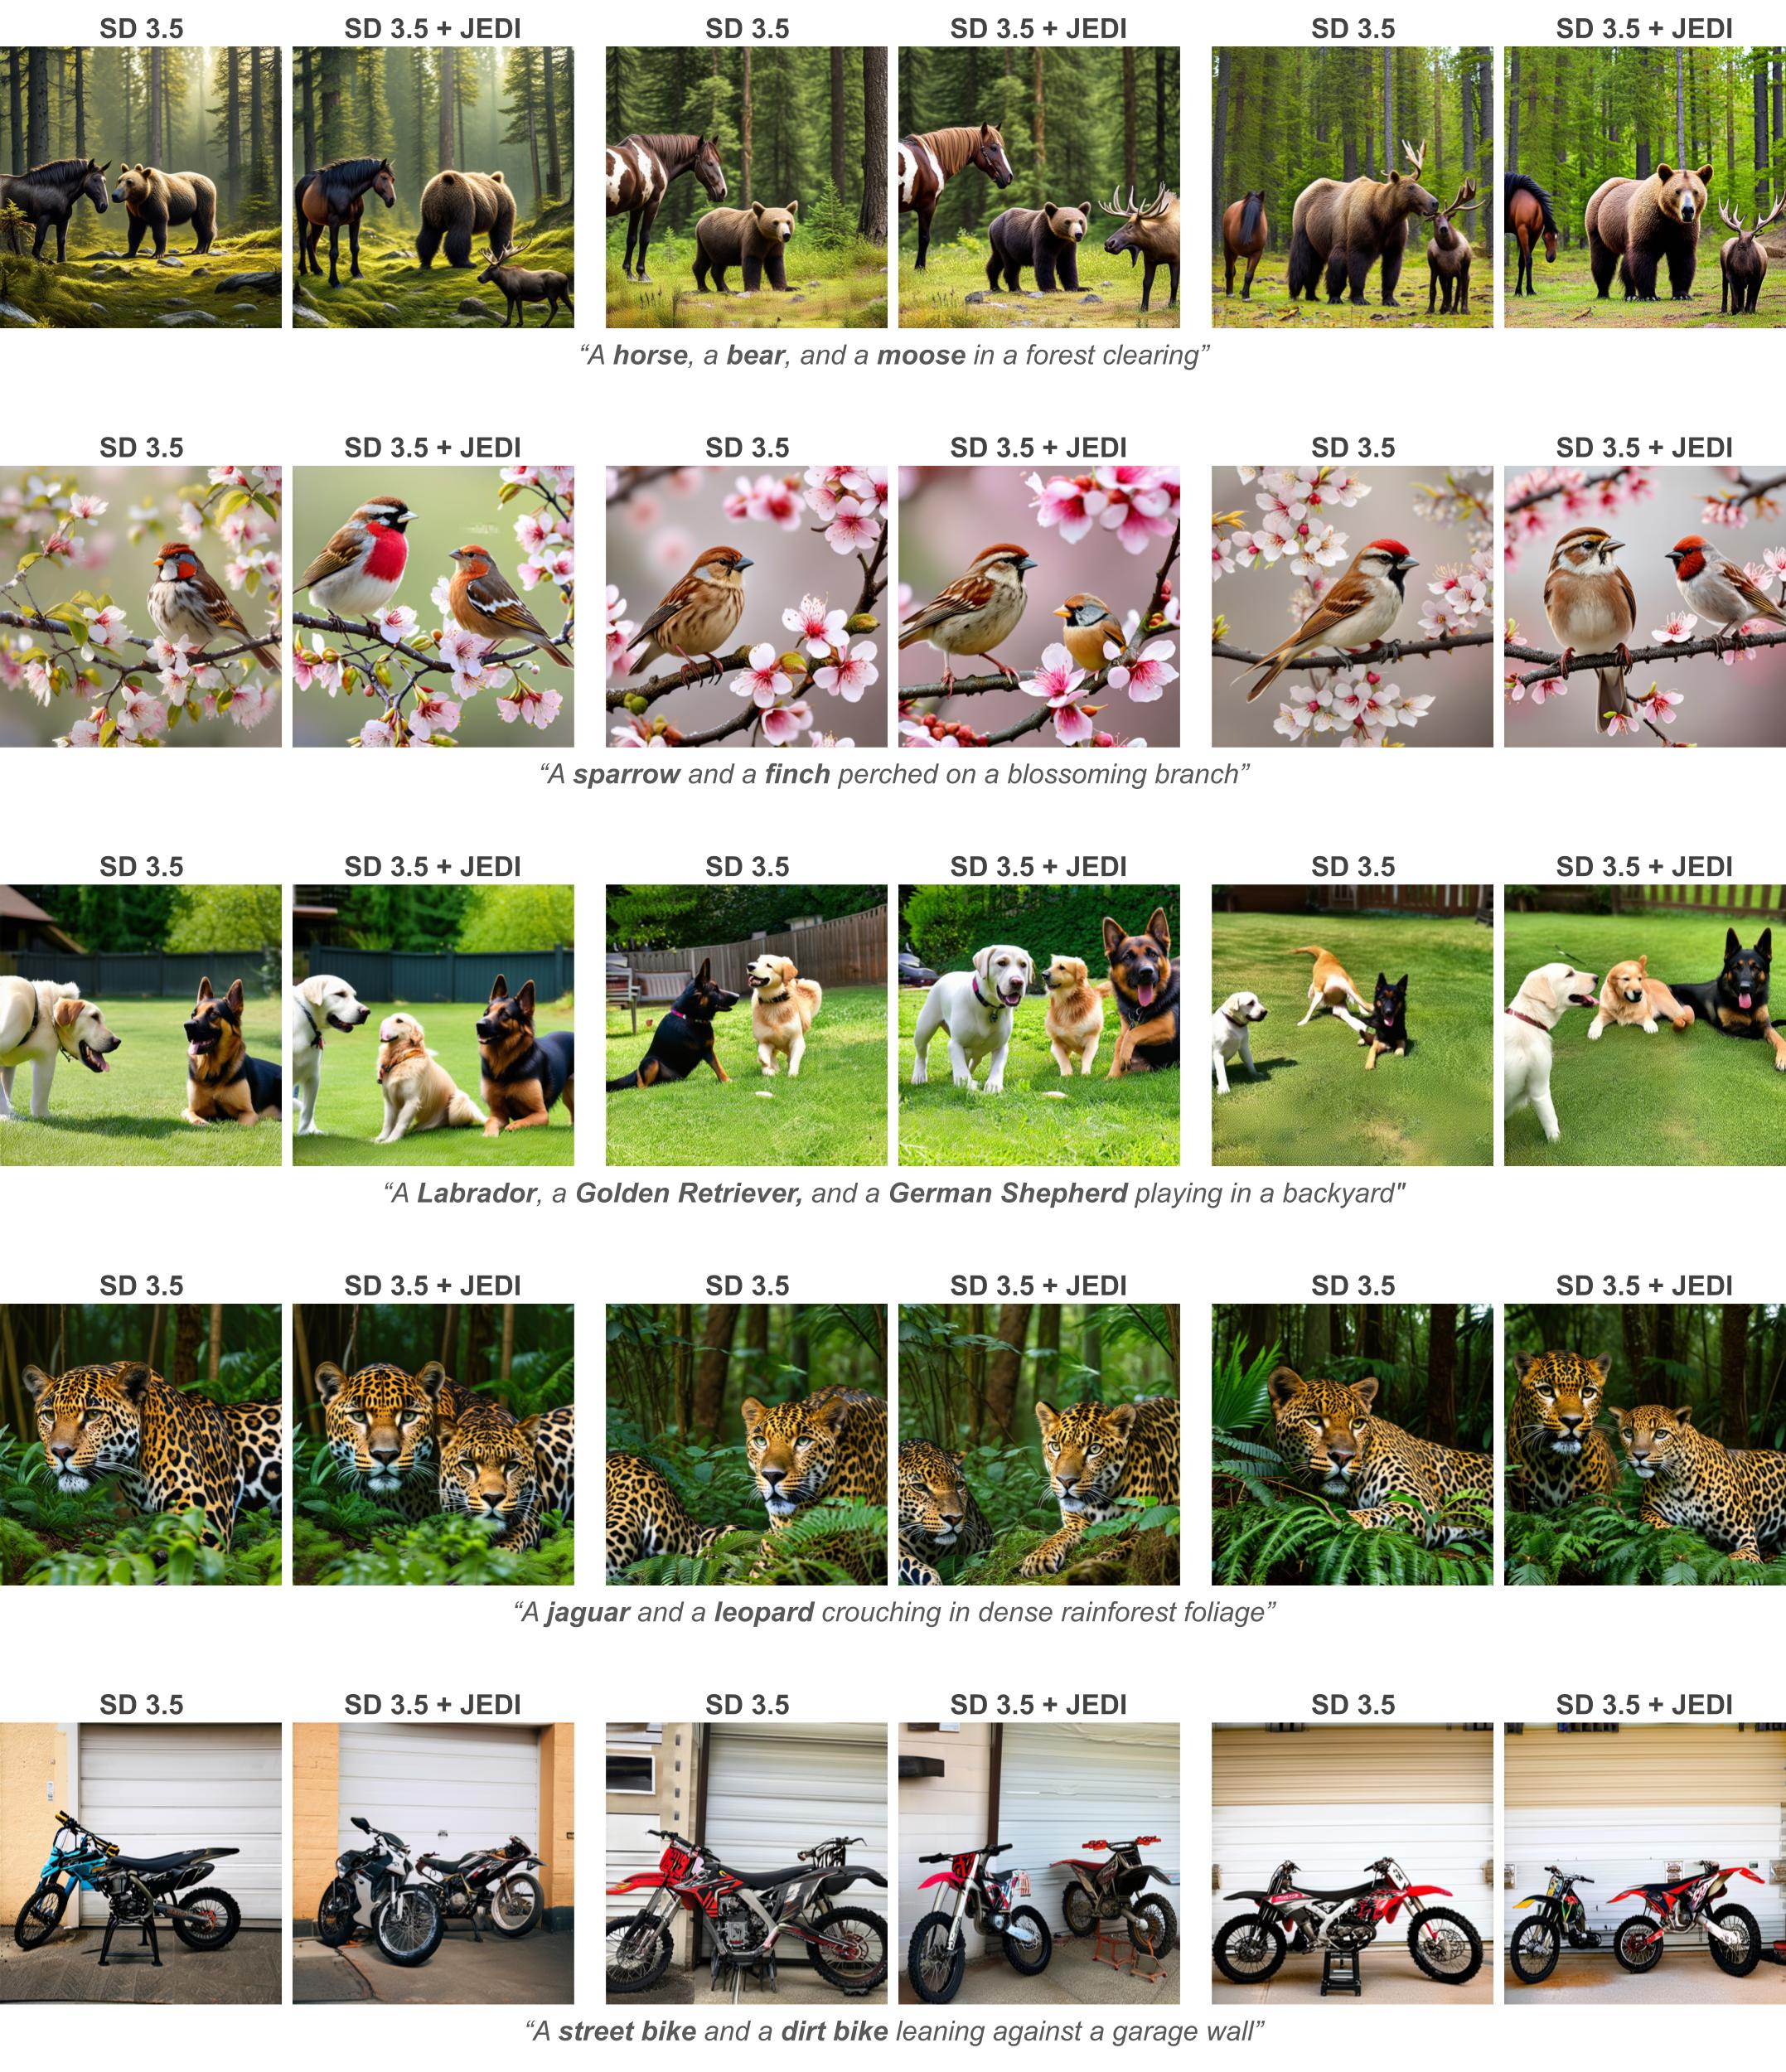 SD 3.5 SD 3.5 + JEDI SD 3.5 SD 3.5 + JEDI SD 3.5 SD 3.5 + JEDI
“A horse, a bear, and a moose in a forest clearing”
SD 3.5 SD 3.5 + JEDI SD 3.5 SD 3.5 + JEDI SD 3.5 SD 3.5 + JEDI
“A sparrow and a finch perched on a blossoming branch”
SD 3.5 SD 3.5 + JEDI SD 3.5 SD 3.5 + JEDI SD 3.5 SD 3.5 + JEDI
“A Labrador, a Golden Retriever, and a German Shepherd playing in a backyard"
SD 3.5 SD 3.5 + JEDI SD 3.5 SD 3.5 + JEDI SD 3.5 SD 3.5 + JEDI
“A jaguar and a leopard crouching in dense rainforest foliage”
SD 3.5 SD 3.5 + JEDI SD 3.5 SD 3.5 + JEDI SD 3.5 SD 3.5 + JEDI
“A street bike and a dirt bike leaning against a garage wall”